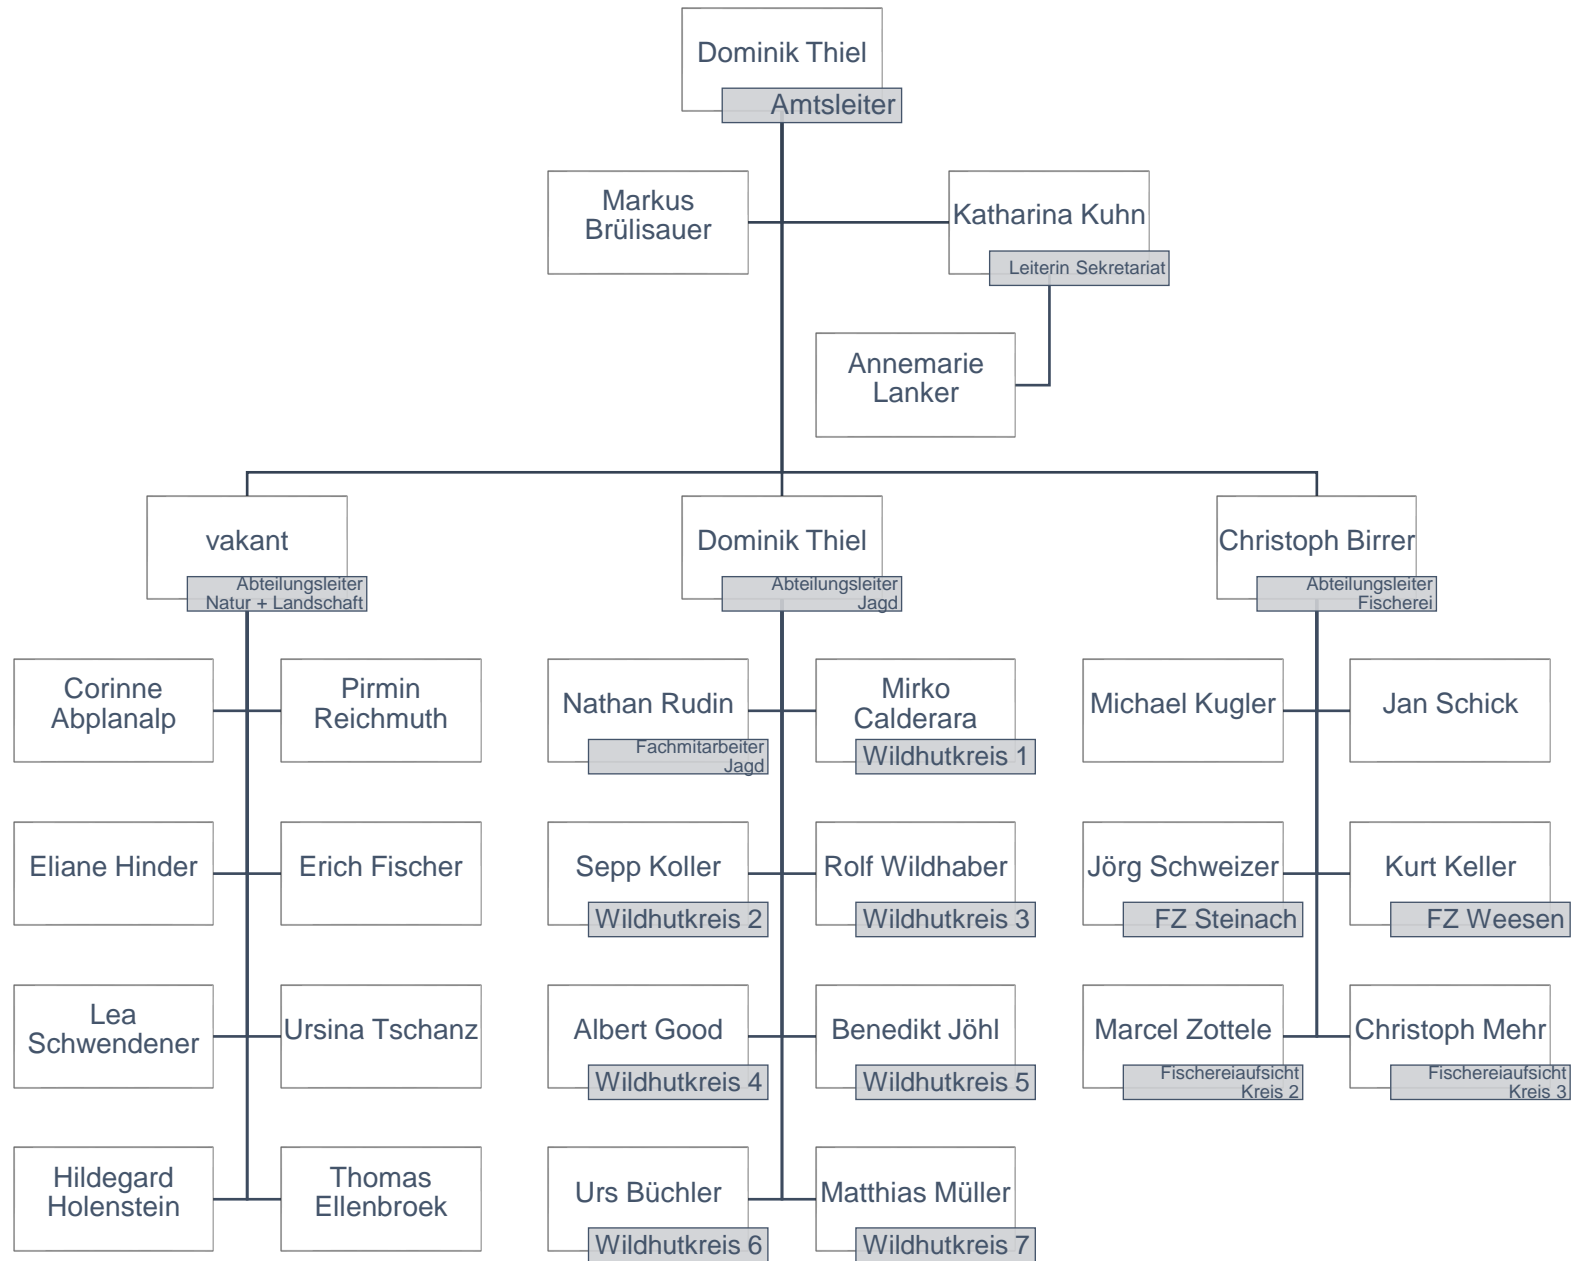 Dominik Thiel
Amtsleiter
Markus
Brülisauer
Katharina Kuhn
Leiterin Sekretariat
Annemarie
Lanker
vakant
Abteilungsleiter
Natur + Landschaft
Dominik Thiel
Abteilungsleiter
Jagd
Christoph Birrer
Abteilungsleiter
Fischerei
Corinne
Abplanalp
Pirmin
Reichmuth
Nathan Rudin
Fachmitarbeiter
Jagd
Mirko
Calderara
Wildhutkreis 1
Michael Kugler
Jan Schick
Eliane Hinder
Erich Fischer
Sepp Koller
Wildhutkreis 2
Rolf Wildhaber
Wildhutkreis 3
Jörg Schweizer
FZ Steinach
Kurt Keller
FZ Weesen
Lea
Schwendener
Ursina Tschanz
Albert Good
Wildhutkreis 4
Benedikt Jöhl
Wildhutkreis 5
Marcel Zottele
Fischereiaufsicht
Kreis 2
Christoph Mehr
Fischereiaufsicht
Kreis 3
Hildegard
Holenstein
Thomas
Ellenbroek
Urs Büchler
Wildhutkreis 6
Matthias Müller
Wildhutkreis 7